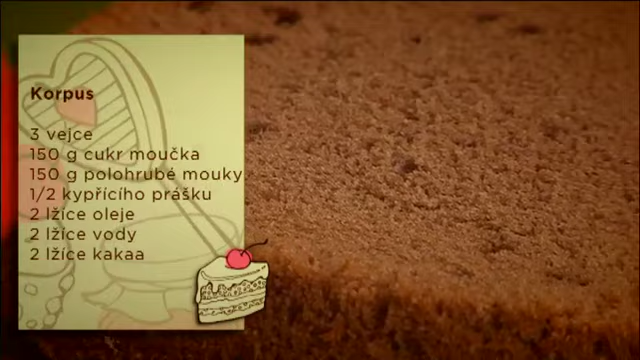 Korpus
3 vejce
150 g cukr moučka
150 g polohrubé mouky
1/2 kypřícího prášku
2 lžíce oleje
2 lžíce vody
2 lžíce kakaa